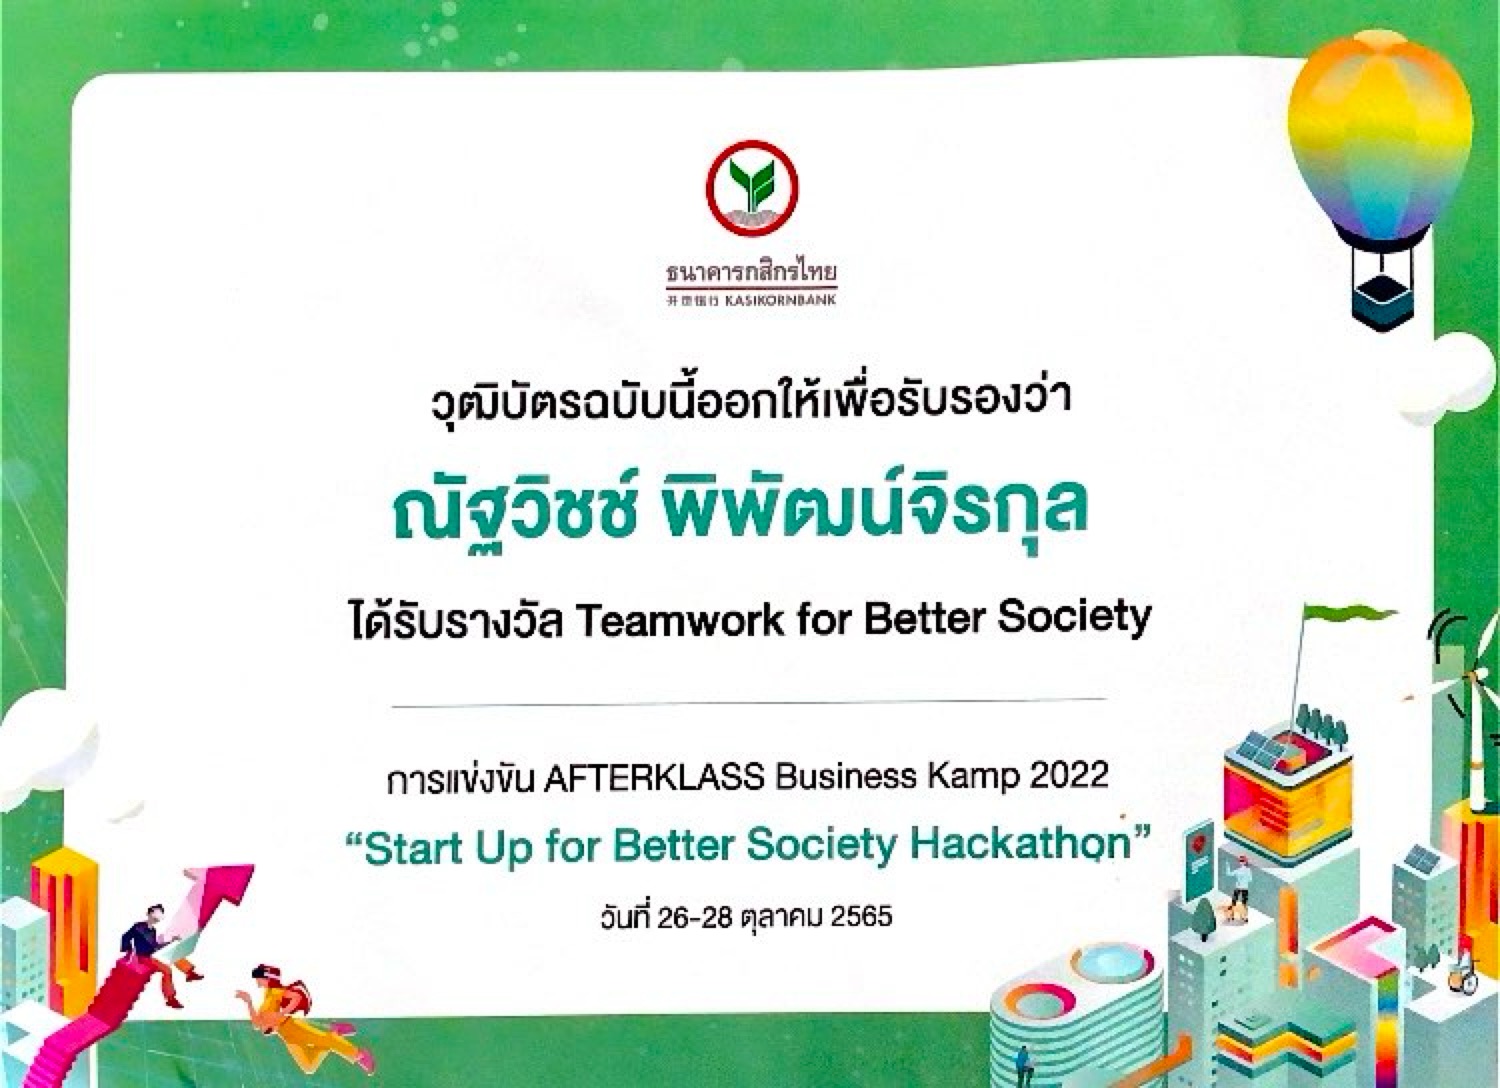 ธนาคารกสิกรไทย
开泰银行 KASIKORNBANK
วุฒิบัตรฉบับนี้ออกให้เพื่อรับรองว่า
ณัฐวิชช์ พิพัฒน์จิรกุล
ได้รับรางวัล Teamwork for Better Society
การแข่งขัน AFTERKLASS Business Kamp 2022
“Start Up for Better Society Hackathon”
วันที่ 26-28 ตุลาคม 2565